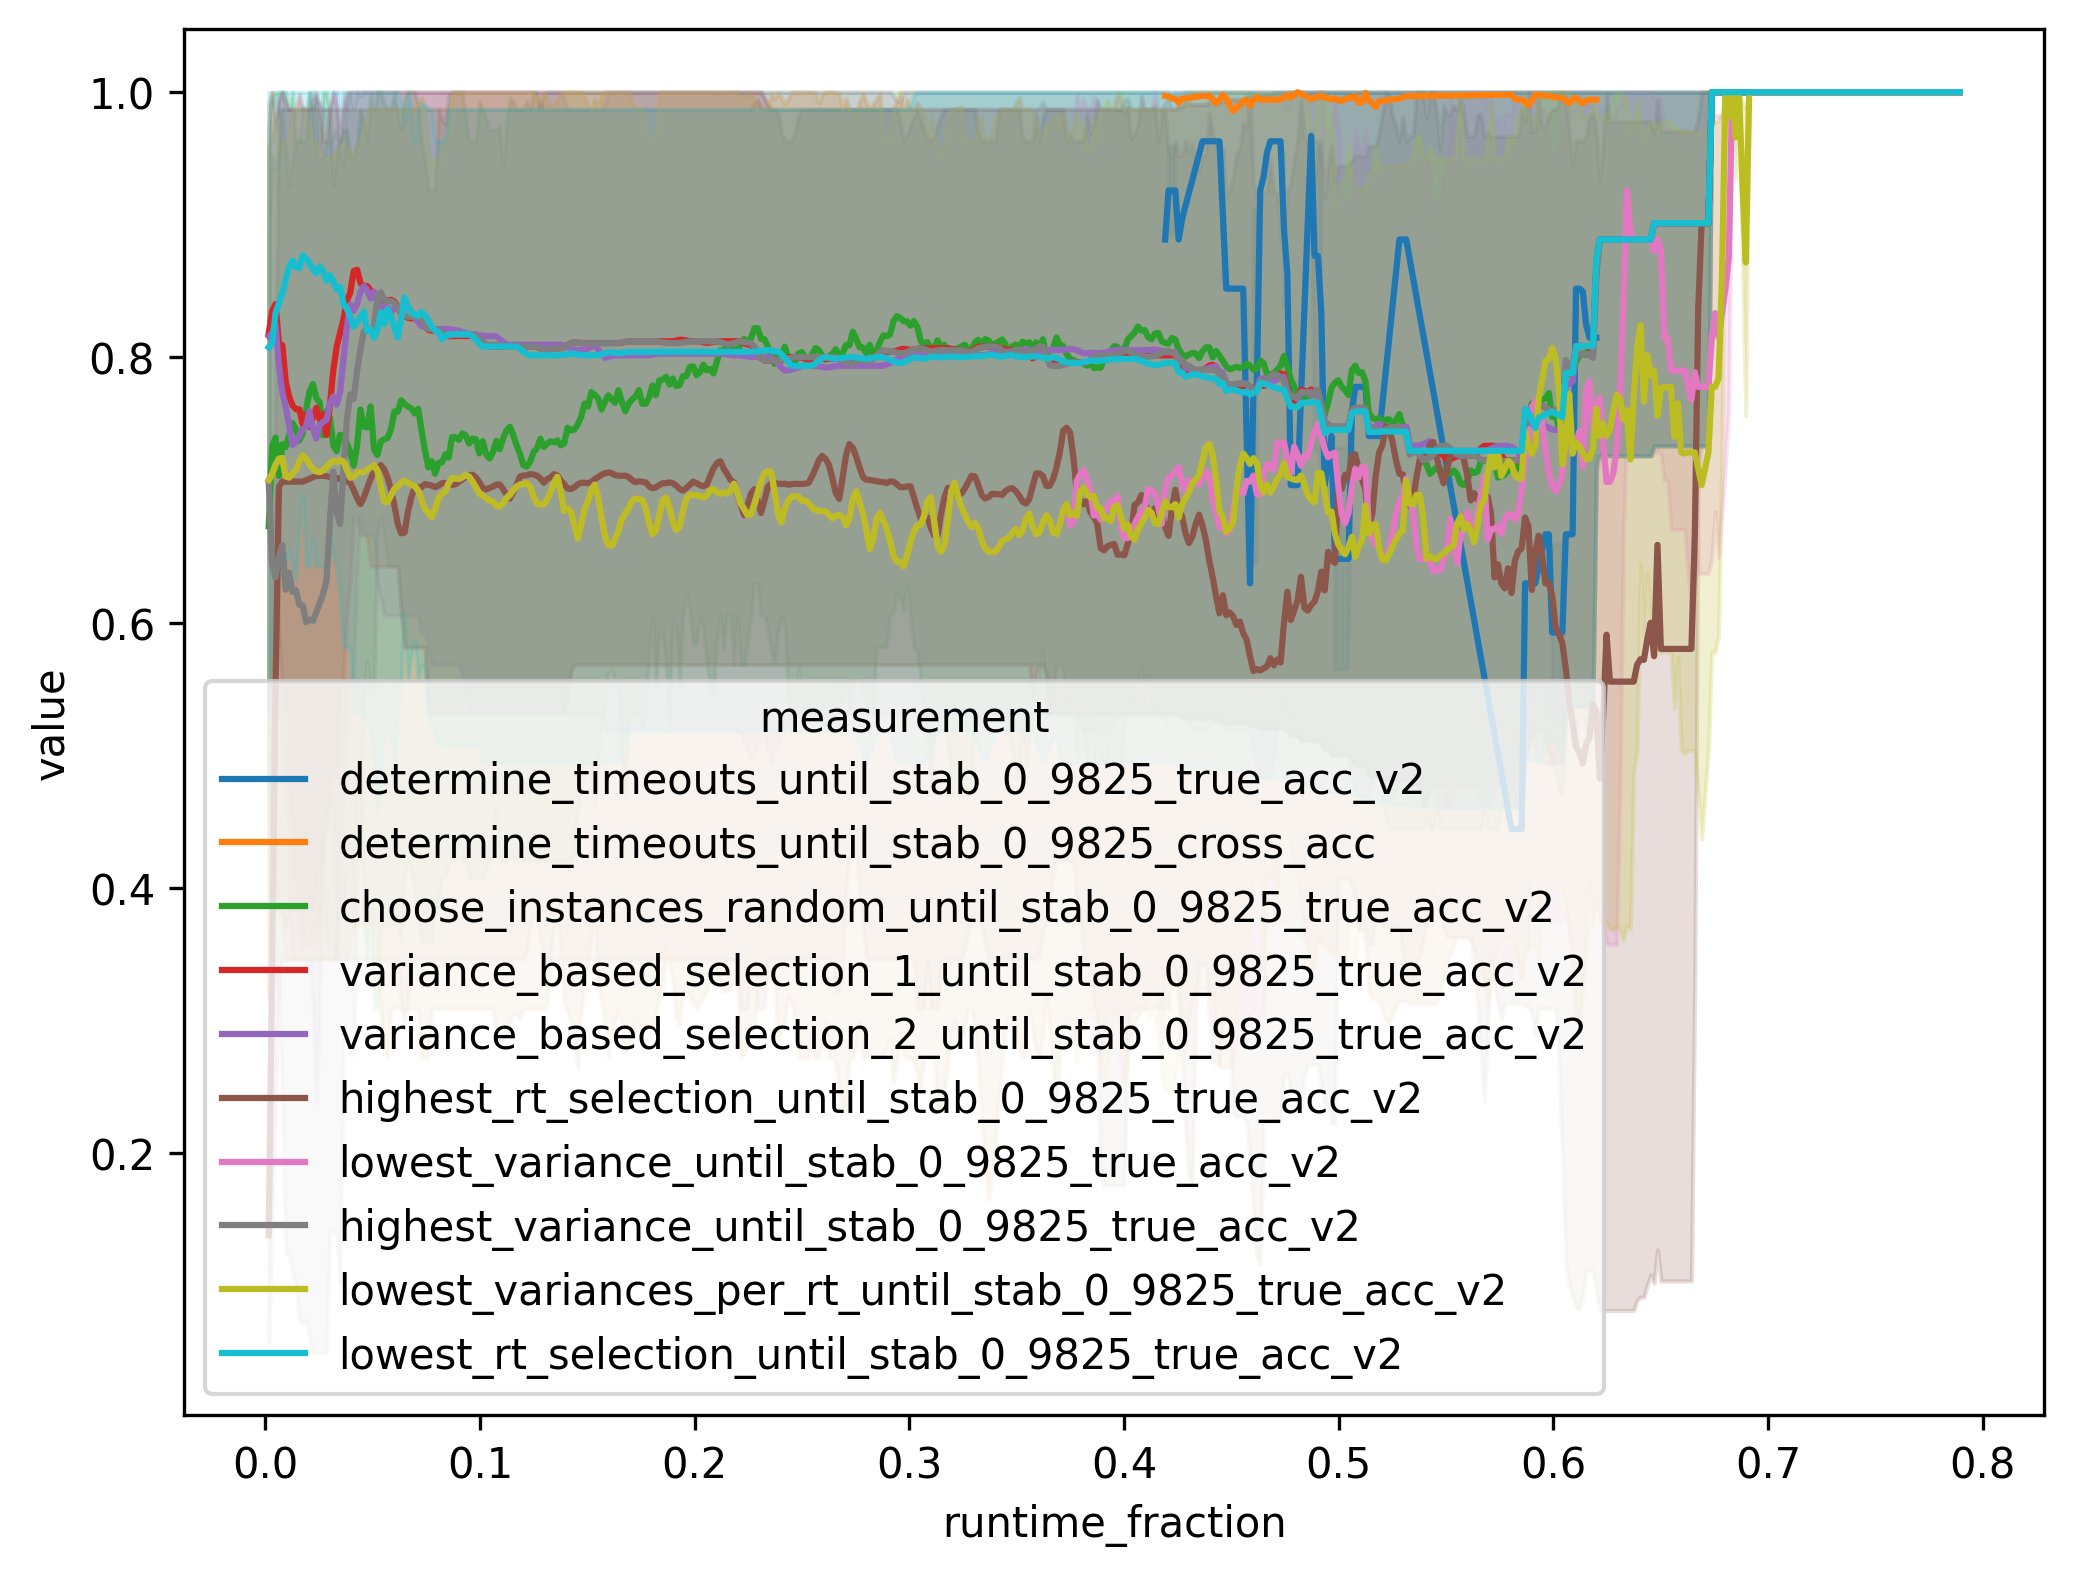 1.0
0.8
0.6
0.4
0.2
value
measurement
determine_timeouts_until_stab_0_9825_true_acc_v2
determine_timeouts_until_stab_0_9825_cross_acc
choose_instances_random_until_stab_0_9825_true_acc_v2
variance_based_selection_1_until_stab_0_9825_true_acc_v2
variance_based_selection_2_until_stab_0_9825_true_acc_v2
highest_rt_selection_until_stab_0_9825_true_acc_v2
lowest_variance_until_stab_0_9825_true_acc_v2
highest_variance_until_stab_0_9825_true_acc_v2
lowest_variances_per_rt_until_stab_0_9825_true_acc_v2
lowest_rt_selection_until_stab_0_9825_true_acc_v2
0.0 0.1 0.2 0.3 0.4 0.5 0.6 0.7 0.8
runtime_fraction